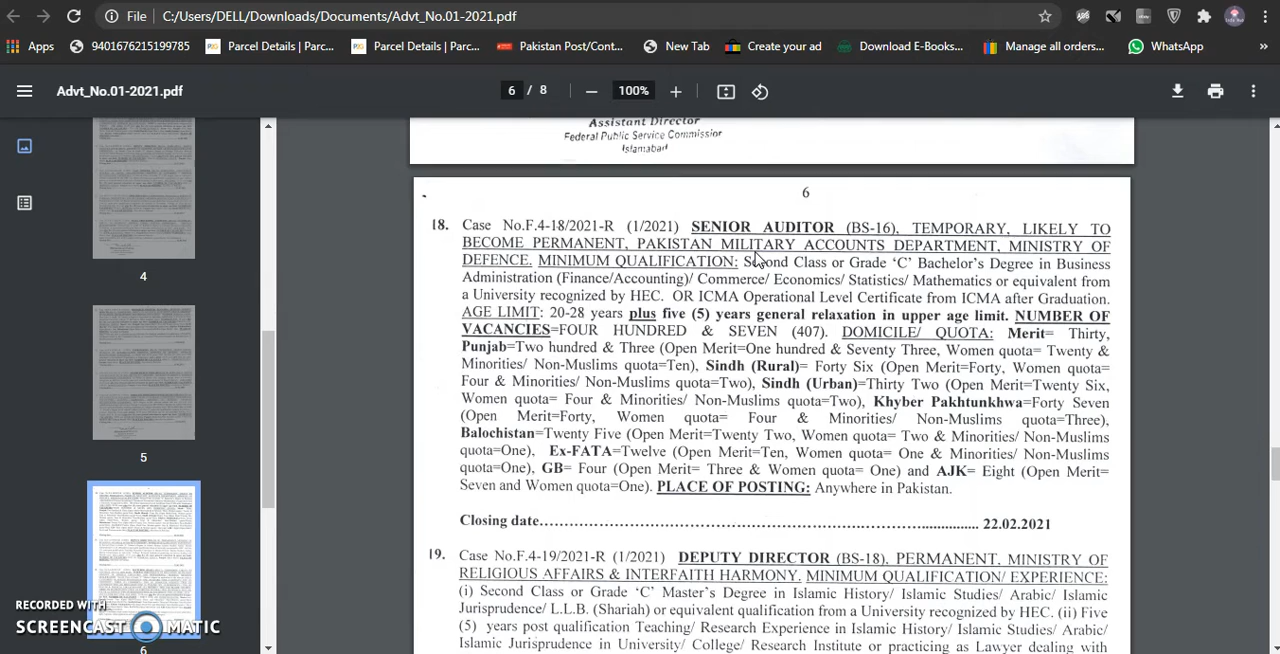 File | C:/Users/DELL/Downloads/Documents/Advt_No.01-2021.pdf
Apps 9401676215199785 Parcel Details | Parc... Parcel Details | Parc... Pakistan Post/Cont... New Tab Create your ad Download E-Books... Manage all orders... WhatsApp »
Advt_No.01-2021.pdf 6 / 8 — 100% +
Assistant Director
Federal Public Service Commission
Islamabad
4
5
6
6
18. Case No.F.4-18/2021-R (1/2021) SENIOR AUDITOR (BS-16), TEMPORARY, LIKELY TO
BECOME PERMANENT, PAKISTAN MILITARY ACCOUNTS DEPARTMENT, MINISTRY OF
DEFENCE. MINIMUM QUALIFICATION: Second Class or Grade ‘C’ Bachelor’s Degree in Business
Administration (Finance/Accounting)/ Commerce/ Economics/ Statistics/ Mathematics or equivalent from
a University recognized by HEC. OR ICMA Operational Level Certificate from ICMA after Graduation.
AGE LIMIT: 20-28 years plus five (5) years general relaxation in upper age limit. NUMBER OF
VACANCIES=FOUR HUNDRED & SEVEN (407). DOMICILE/ QUOTA: Merit= Thirty,
Punjab=Two hundred & Three (Open Merit=One hundred & Seventy Three, Women quota= Twenty &
Minorities/ Non-Muslims quota=Ten), Sindh (Rural)= Forty Six (Open Merit=Forty, Women quota=
Four & Minorities/ Non-Muslims quota=Two), Sindh (Urban)=Thirty Two (Open Merit=Twenty Six,
Women quota= Four & Minorities/ Non-Muslims quota=Two), Khyber Pakhtunkhwa=Forty Seven
(Open Merit=Forty, Women quota= Four & Minorities/ Non-Muslims quota=Three),
Balochistan=Twenty Five (Open Merit=Twenty Two, Women quota= Two & Minorities/ Non-Muslims
quota=One), Ex-FATA=Twelve (Open Merit=Ten, Women quota= One & Minorities/ Non-Muslims
quota=One), GB= Four (Open Merit= Three & Women quota= One) and AJK= Eight (Open Merit=
Seven and Women quota=One). PLACE OF POSTING: Anywhere in Pakistan.
Closing date............................................................................ 22.02.2021
19. Case No.F.4-19/2021-R (1/2021) DEPUTY DIRECTOR PERMANENT, MINISTRY OF
RELIGIOUS AFFAIRS & INTERFAITH HARMONY, MINIMUM QUALIFICATION/ EXPERIENCE:
(i) Second Class or Grade ‘C’ Master’s Degree in Islamic History/ Islamic Studies/ Arabic/ Islamic
Jurisprudence/ L.L.B. (Shariah) or equivalent qualification from a University recognized by HEC. (ii) Five
(5) years post qualification Teaching/ Research Experience in Islamic History/ Islamic Studies/ Arabic/
Islamic Jurisprudence in University/ College/ Research Institute or practicing as Lawyer dealing with
RECORDED WITH
SCREENCAST MATIC